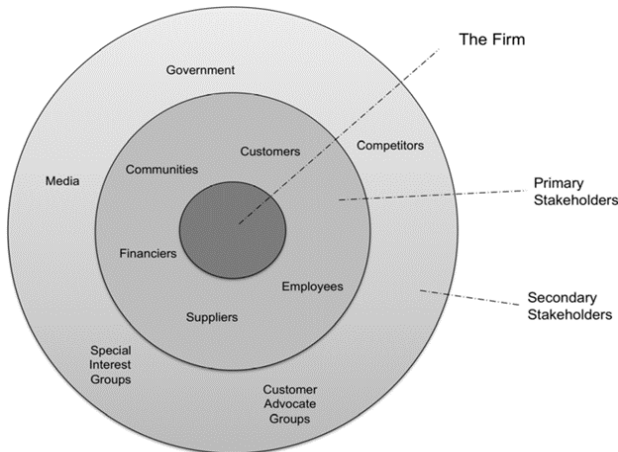 The Firm
Government
Competitors
Customers
Communities
Media
Primary
Stakeholders
Financiers
Employees
Suppliers
Secondary
Stakeholders
Special
Interest
Groups
Customer
Advocate
Groups